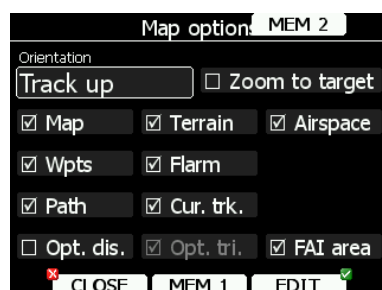 Map options MEM 2
Orientation
Track up ☐ Zoom to target
☑ Map ☑ Terrain ☑ Airspace
☑ Wpts ☑ Flarm
☑ Path ☑ Cur. trk.
☐ Opt. dis. ☑ Opt. tri. ☑ FAI area
CLOSE MEM 1 EDIT